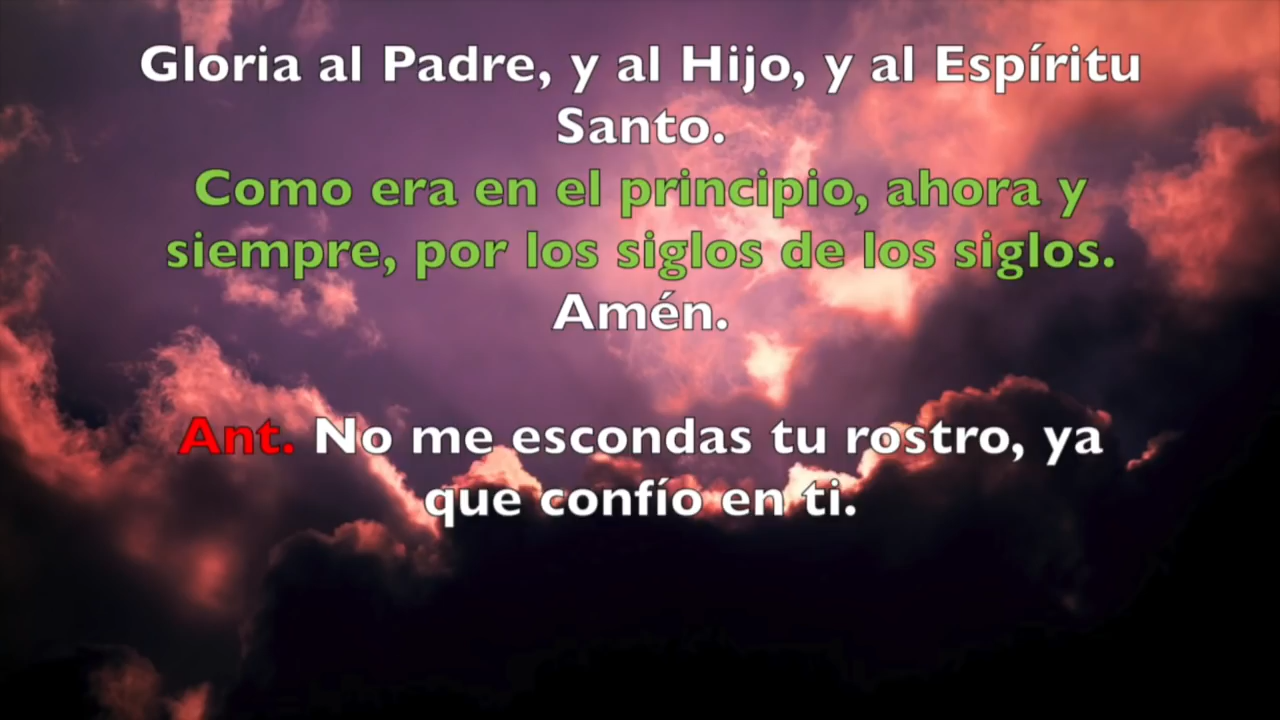 Gloria al Padre, y al Hijo, y al Espíritu
Santo.
Como era en el principio, ahora y
siempre, por los siglos de los siglos.
Amén.
Ant. No me escondas tu rostro, ya
que confío en ti.